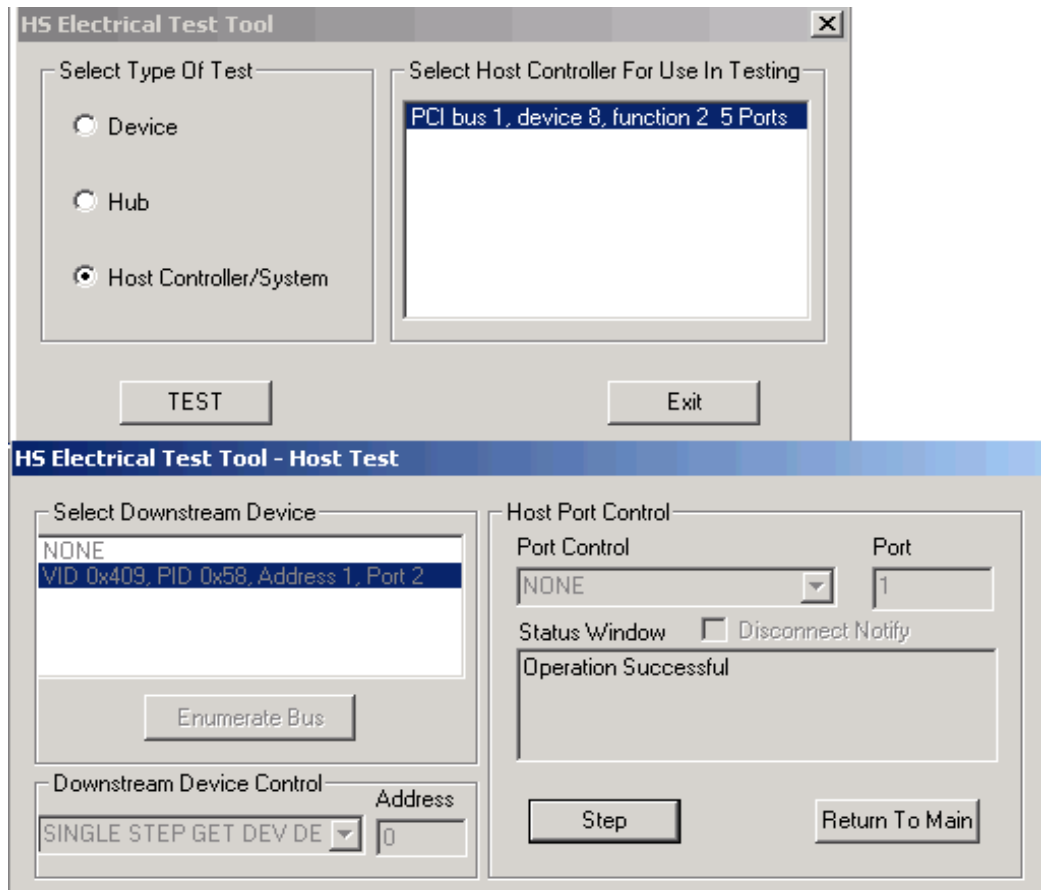 HS Electrical Test Tool
Select Type Of Test
Device
Hub
Host Controller/System
Select Host Controller For Use In Testing
PCI bus 1, device 8, function 2 5 Ports
TEST
Exit
HS Electrical Test Tool - Host Test
Select Downstream Device
NONE
VID 0x409, PID 0x58, Address 1, Port 2
Enumerate Bus
Downstream Device Control
Address
SINGLE STEP GET DEV DE
0
Host Port Control
Port Control
Port
NONE
1
Status Window
Disconnect Notify
Operation Successful
Step
Return To Main